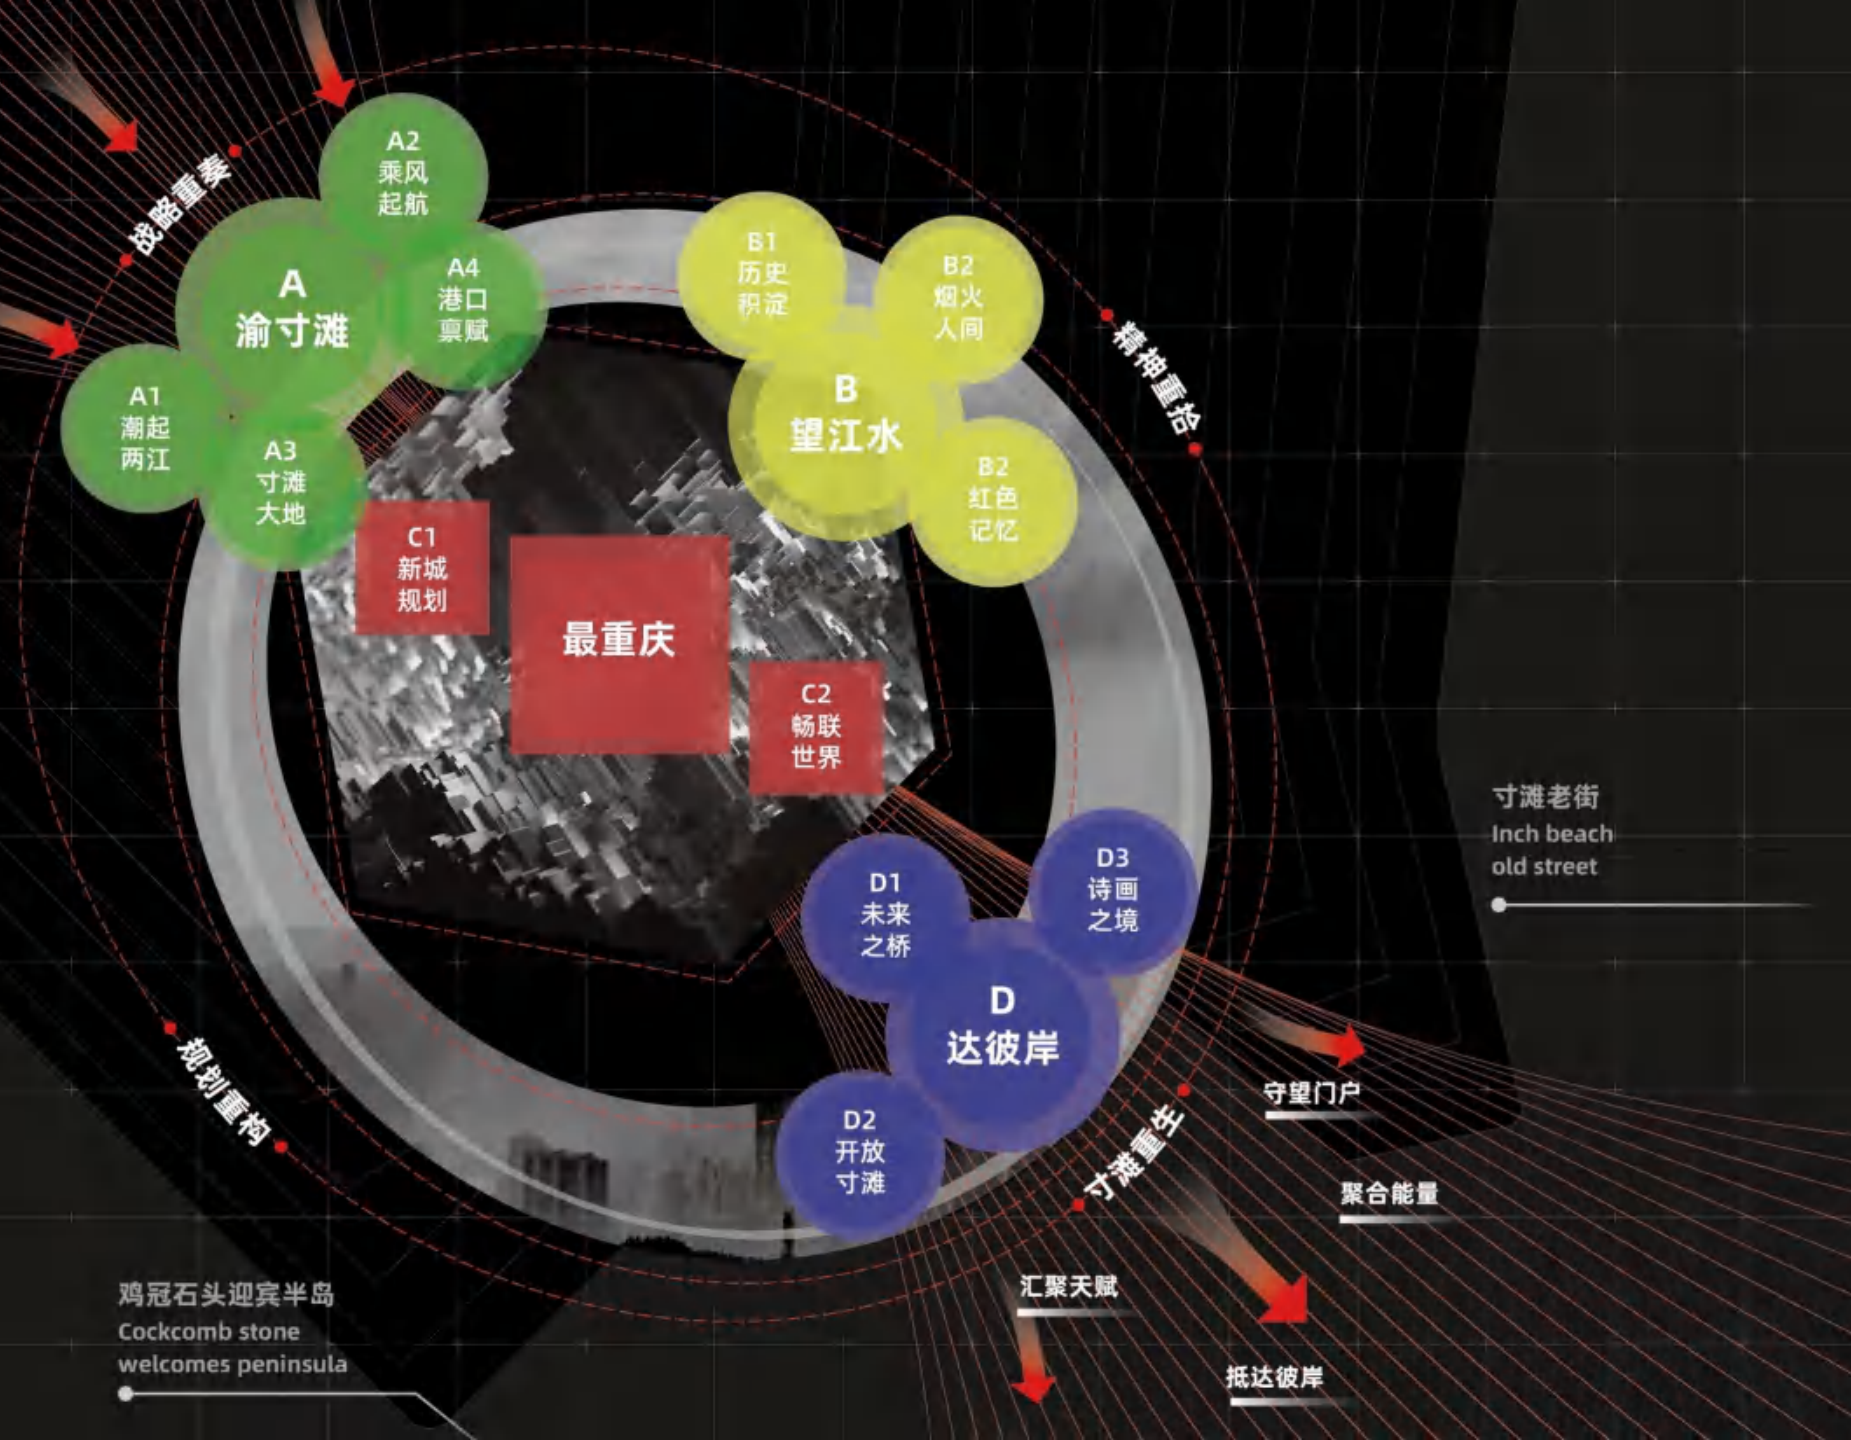 战略重奏
A2
乘风
起航
A
渝寸滩
A4
港口
禀赋
A1
潮起
两江
A3
寸滩
大地
B1
历史
积淀
B2
烟火
人间
B
望江水
B2
红色
记忆
精神重拾
C1
新城
规划
最重庆
C2
畅联
世界
D1
未来
之桥
D3
诗画
之境
D
达彼岸
D2
开放
寸滩
规划重构
寸滩重生
寸滩老街
Inch beach
old street
守望门户
聚合能量
汇聚天赋
抵达彼岸
鸡冠石头迎宾半岛
Cockcomb stone
welcomes peninsula